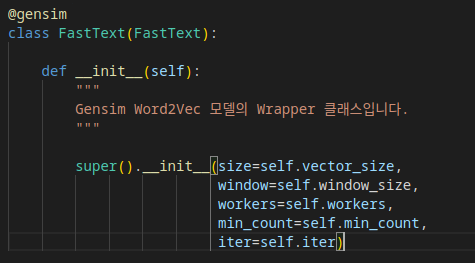 @gensim
class FastText(FastText):
def __init__(self):
"""
Gensim Word2Vec 모델의 Wrapper 클래스입니다.
"""
super().__init__(size=self.vector_size,
window=self.window_size,
workers=self.workers,
min_count=self.min_count,
iter=self.iter)